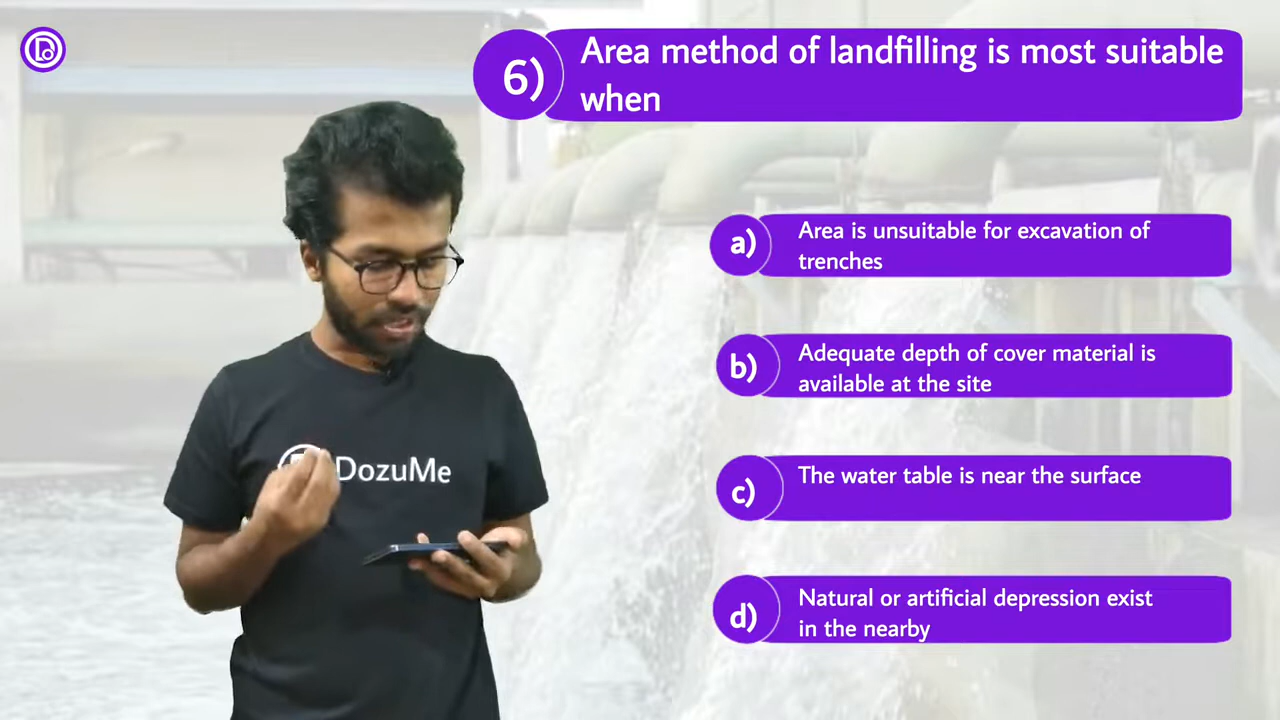 6)
Area method of landfilling is most suitable
when
a)
Area is unsuitable for excavation of
trenches
b)
Adequate depth of cover material is
available at the site
c)
The water table is near the surface
d)
Natural or artificial depression exist
in the nearby
DozuMe